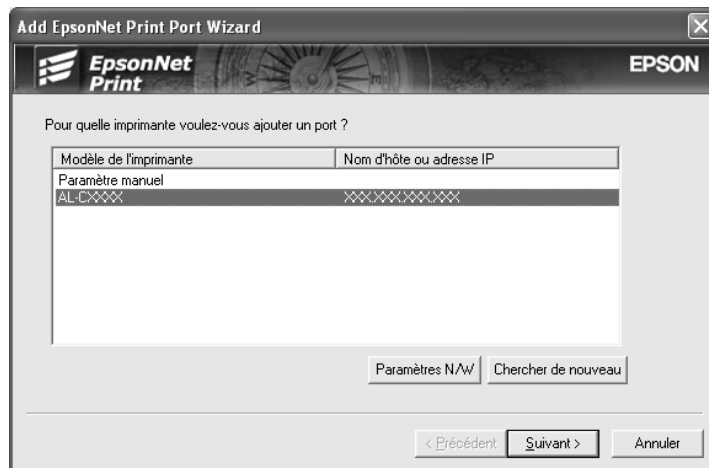 Add EpsonNet Print Port Wizard
EpsonNet
Print
EPSON
Pour quelle imprimante voulez-vous ajouter un port ?
Modèle de l'imprimante Nom d'hôte ou adresse IP
Paramètre manuel
AL-CXXXX XXX.XXX.XXX.XXX
Paramètres N/W Chercher de nouveau
< Précédent Suivant > Annuler